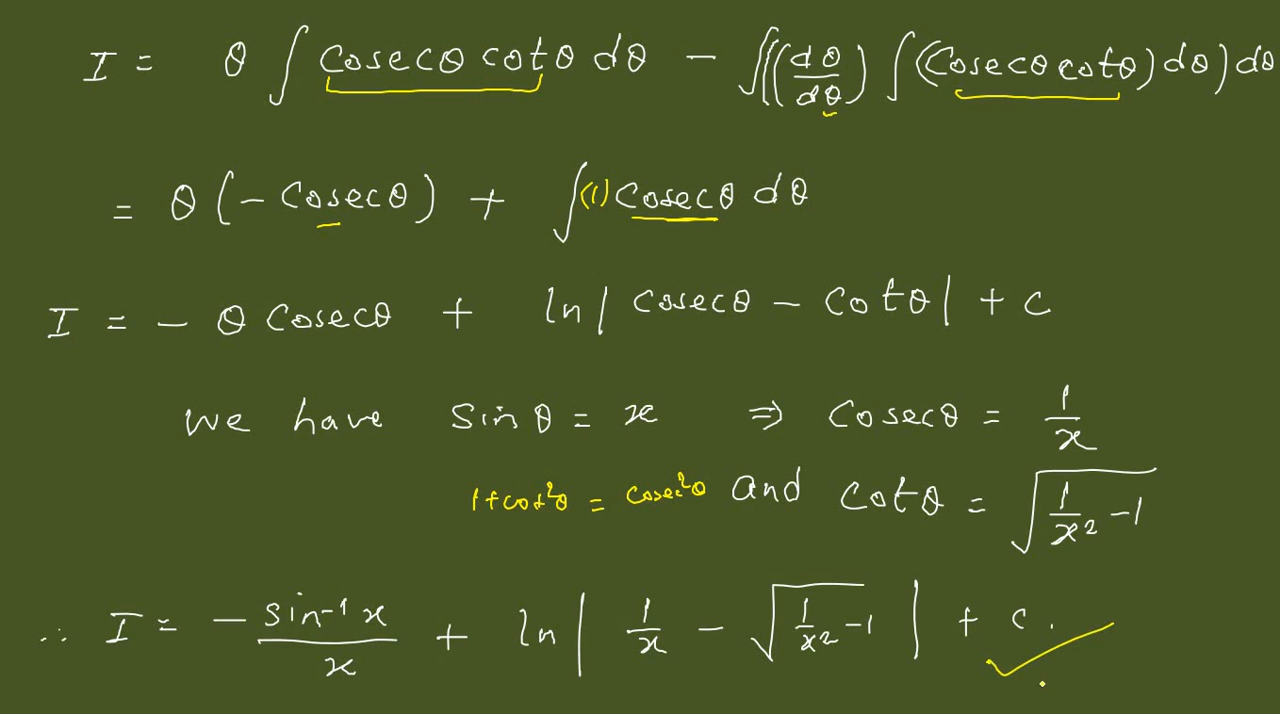 I = θ ∫ Cosecθ cotθ dθ − ∫((dθ/dθ) ∫(Cosecθ cotθ) dθ) dθ
= θ (− Cosecθ) + ∫(1) Cosecθ dθ
I = − θ Cosecθ + ln | Cosecθ − Cotθ | + c
We have Sinθ = x ⇒ Cosecθ = 1/x
1+cot²θ = cosec²θ and Cotθ = √(1/x² −1)
∴ I = − Sin⁻¹x/x + ln | 1/x − √(1/x² −1) | + c.